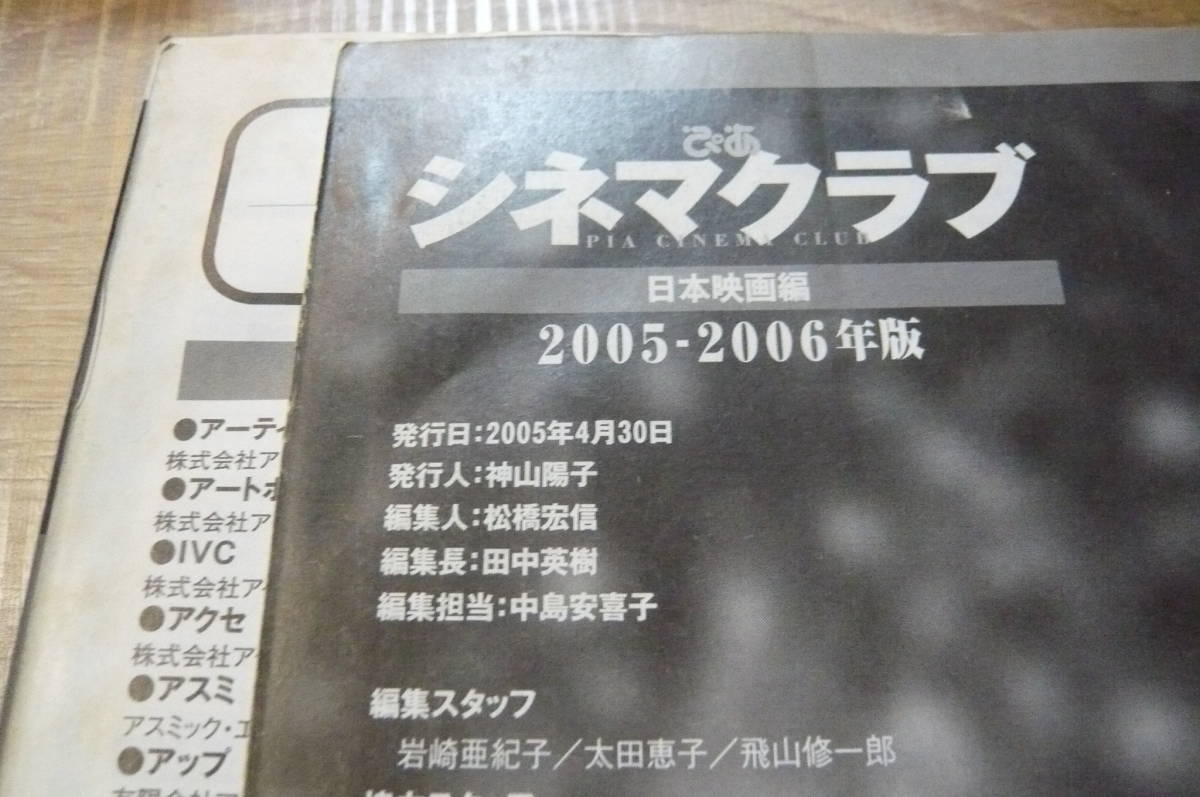 ぴあ
シネマクラブ
PIA CINEMA CLUB
日本映画編
2005-2006年版
発行日:2005年4月30日
発行人:神山陽子
編集人:松橋宏信
編集長:田中英樹
編集担当:中島安喜子
編集スタッフ
岩崎亜紀子／太田恵子／飛山修一郎
●アーティ
株式会社ア
●アートポ
株式会社ア
●IVC
株式会社ア
●アクセ
株式会社ア
●アスミ
アスミック・エ
●アップ
有限会社ア